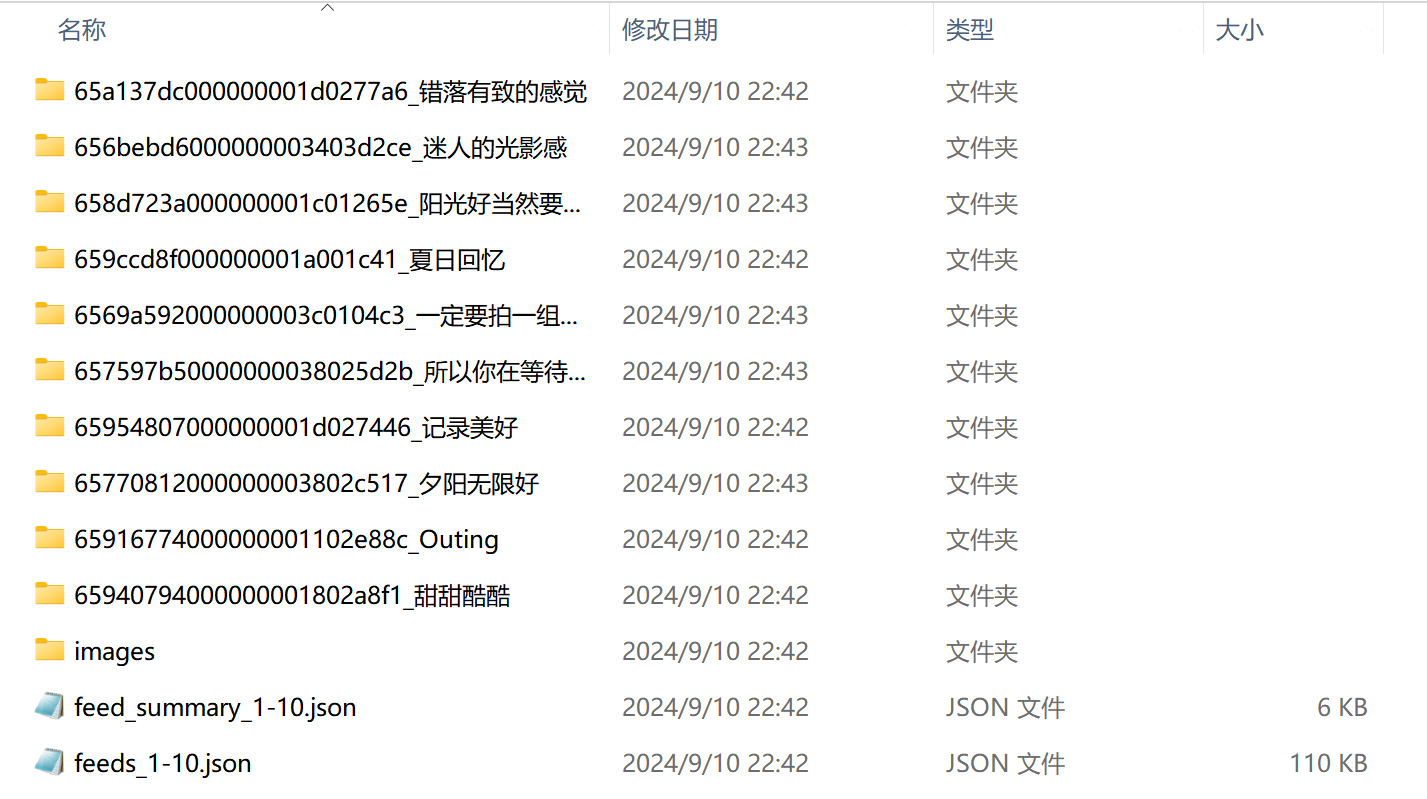 名称 修改日期 类型 大小
65a137dc000000001d0277a6_错落有致的感觉 2024/9/10 22:42 文件夹
656bebd6000000003403d2ce_迷人的光影感 2024/9/10 22:43 文件夹
658d723a000000001c01265e_阳光好当然要... 2024/9/10 22:43 文件夹
659ccd8f000000001a001c41_夏日回忆 2024/9/10 22:42 文件夹
6569a592000000003c0104c3_一定要拍一组... 2024/9/10 22:43 文件夹
657597b50000000038025d2b_所以你在等待... 2024/9/10 22:43 文件夹
65954807000000001d027446_记录美好 2024/9/10 22:42 文件夹
65770812000000003802c517_夕阳无限好 2024/9/10 22:43 文件夹
65916774000000001102e88c_Outing 2024/9/10 22:42 文件夹
65940794000000001802a8f1_甜甜酷酷 2024/9/10 22:42 文件夹
images 2024/9/10 22:42 文件夹
feed_summary_1-10.json 2024/9/10 22:42 JSON 文件 6 KB
feeds_1-10.json 2024/9/10 22:42 JSON 文件 110 KB